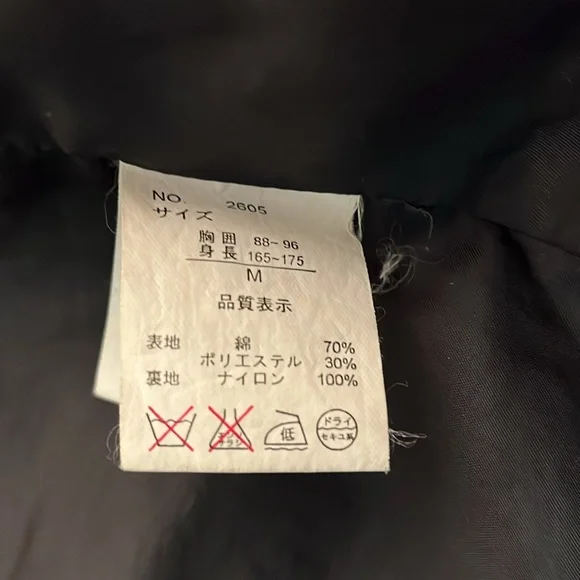 NO. 2605
サイズ
胸囲 88-96
身長 165-175
M
品質表示
表地 綿 70%
ポリエステル 30%
裏地 ナイロン 100%
低
ドライ
セキユ系